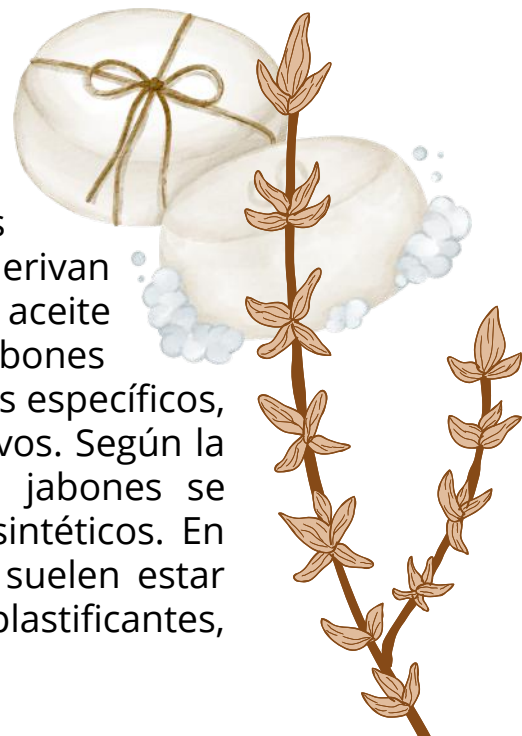 s
erivan
aceite
bones
s específicos,
vos. Según la
jabones se
sintéticos. En
suelen estar
plastificantes,